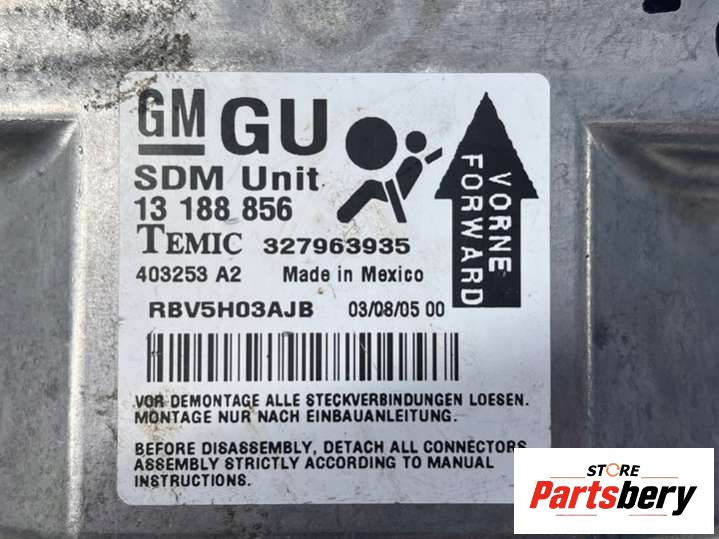 GM GU
SDM Unit
13 188 856
TEMIC 327963935
403253 A2 Made in Mexico
RBV5H03AJB 03/08/05 00
VORNE
FORWARD
VOR DEMONTAGE ALLE STECKVERBINDUNGEN LOESEN.
MONTAGE NUR NACH EINBAUANLEITUNG.
BEFORE DISASSEMBLY, DETACH ALL CONNECTORS
ASSEMBLY STRICTLY ACCORDING TO MANUAL
INSTRUCTIONS.
STORE
Partsbery